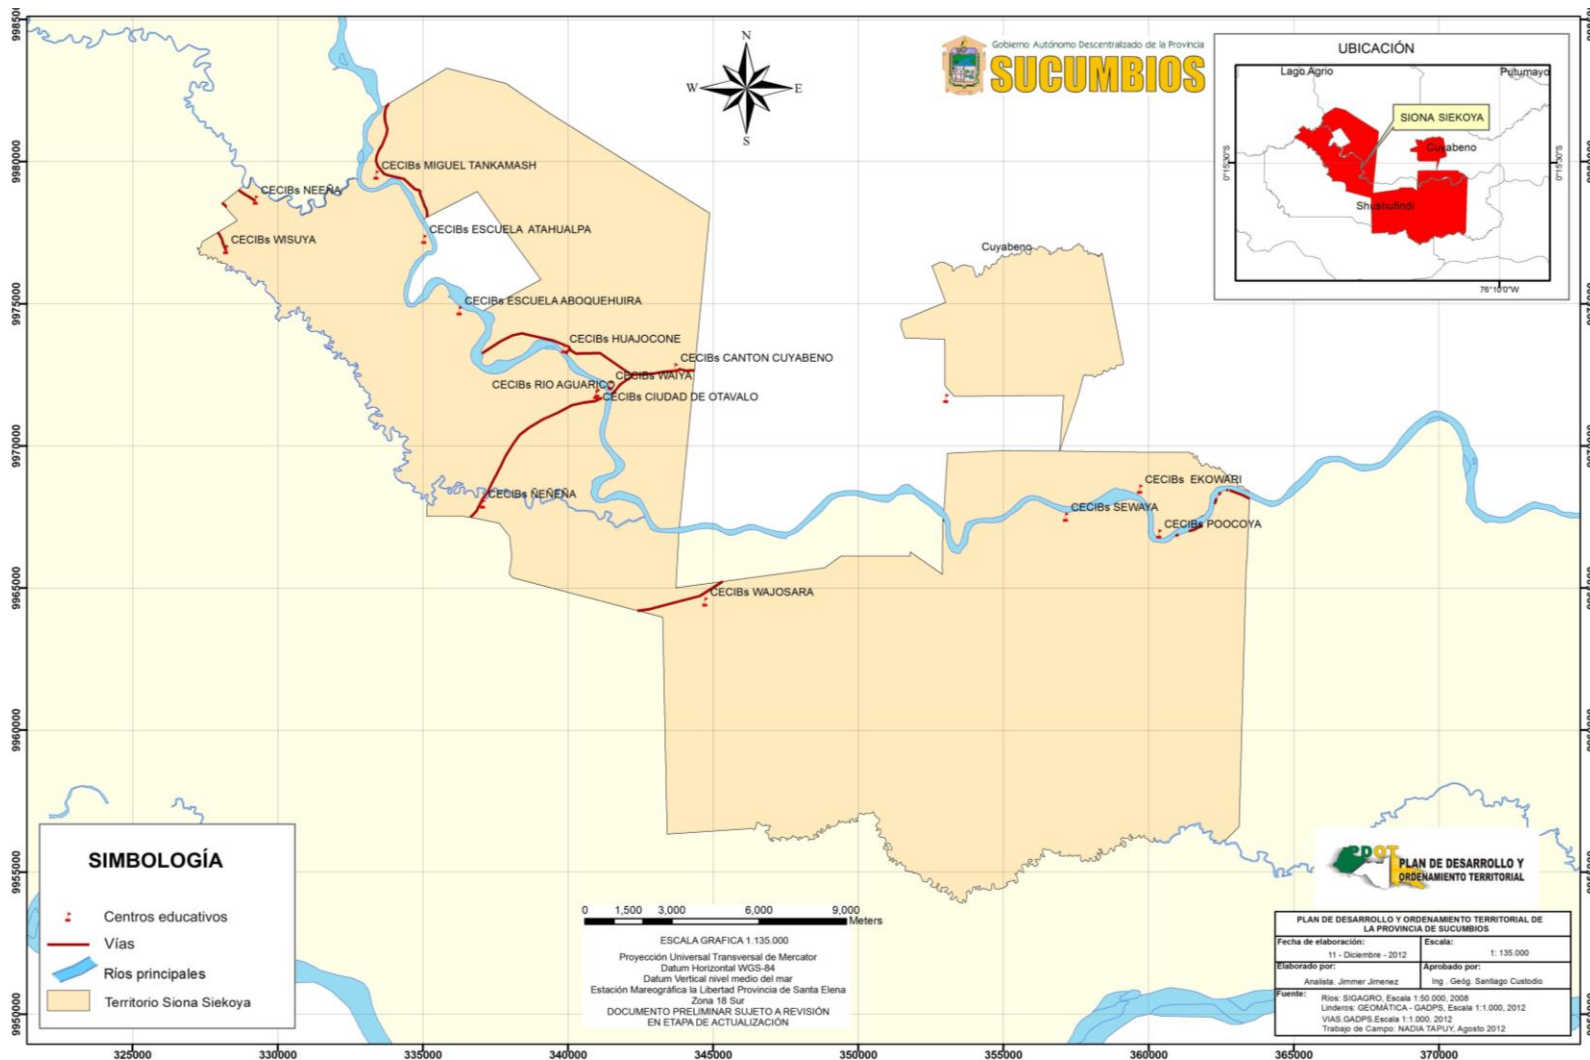 Gobierno Autónomo Descentralizado de la Provincia
SUCUMBIOS
N
W
E
S
UBICACIÓN
Lago Agrio
Putumayo
SIONA SIEKOYA
Cuyabeno
Shushufindi
0°15'30"S
0°15'30"S
76°10'0"W
CECIBs MIGUEL TANKAMASH
CECIBs NEEÑA
CECIBs WISUYA
CECIBs ESCUELA ATAHUALPA
Cuyabeno
CECIBs ESCUELA ABOQUEHUIRA
CECIBs HUAJOCONE
CECIBs CANTON CUYABENO
CECIBs WAIYA
CECIBs RIO AGUARICO
CECIBs CIUDAD DE OTAVALO
CECIBs ÑEÑEÑA
CECIBs EKOWARI
CECIBs SEWAYA
CECIBs POOCOYA
CECIBs WAJOSARA
9980000
9975000
9970000
9965000
9960000
9955000
9950000
SIMBOLOGÍA
Centros educativos
Vías
Ríos principales
Territorio Siona Siekoya
0 1,500 3,000 6,000 9,000
Meters
ESCALA GRAFICA 1.135.000
Proyección Universal Transversal de Mercator
Datum Horizontal WGS-84
Datum Vertical nivel medio del mar
Estación Mareográfica la Libertad Provincia de Santa Elena
Zona 18 Sur
DOCUMENTO PRELIMINAR SUJETO A REVISIÓN
EN ETAPA DE ACTUALIZACIÓN
PDOT
PLAN DE DESARROLLO Y
ORDENAMIENTO TERRITORIAL
PLAN DE DESARROLLO Y ORDENAMIENTO TERRITORIAL DE
LA PROVINCIA DE SUCUMBIOS
Fecha de elaboración:
11 - Diciembre - 2012
Escala:
1: 135.000
Elaborado por:
Analista. Jimmer Jimenez
Aprobado por:
Ing . Geóg. Santiago Custodio
Fuente:
Rios: SIGAGRO, Escala 1:50.000, 2008
Linderos: GEOMÁTICA - GADPS, Escala 1:1.000, 2012
VIAS.GADPS.Escala 1:1.000, 2012
Trabajo de Campo: NADIA TAPUY, Agosto 2012
325000 330000 335000 340000 345000 350000 355000 360000 365000 370000